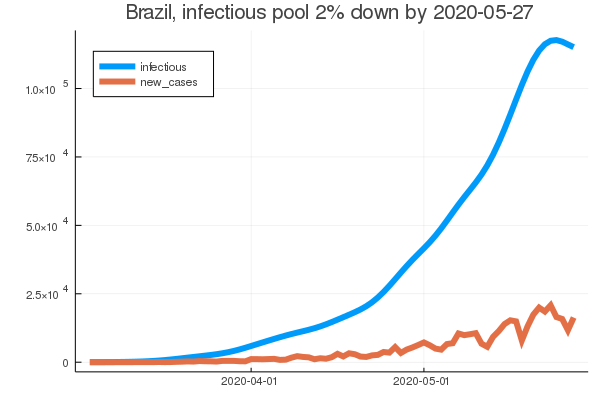 Brazil, infectious pool 2% down by 2020-05-27
infectious
new_cases
1.0×10 5
7.5×10 4
5.0×10 4
2.5×10 4
0
2020-04-01 2020-05-01